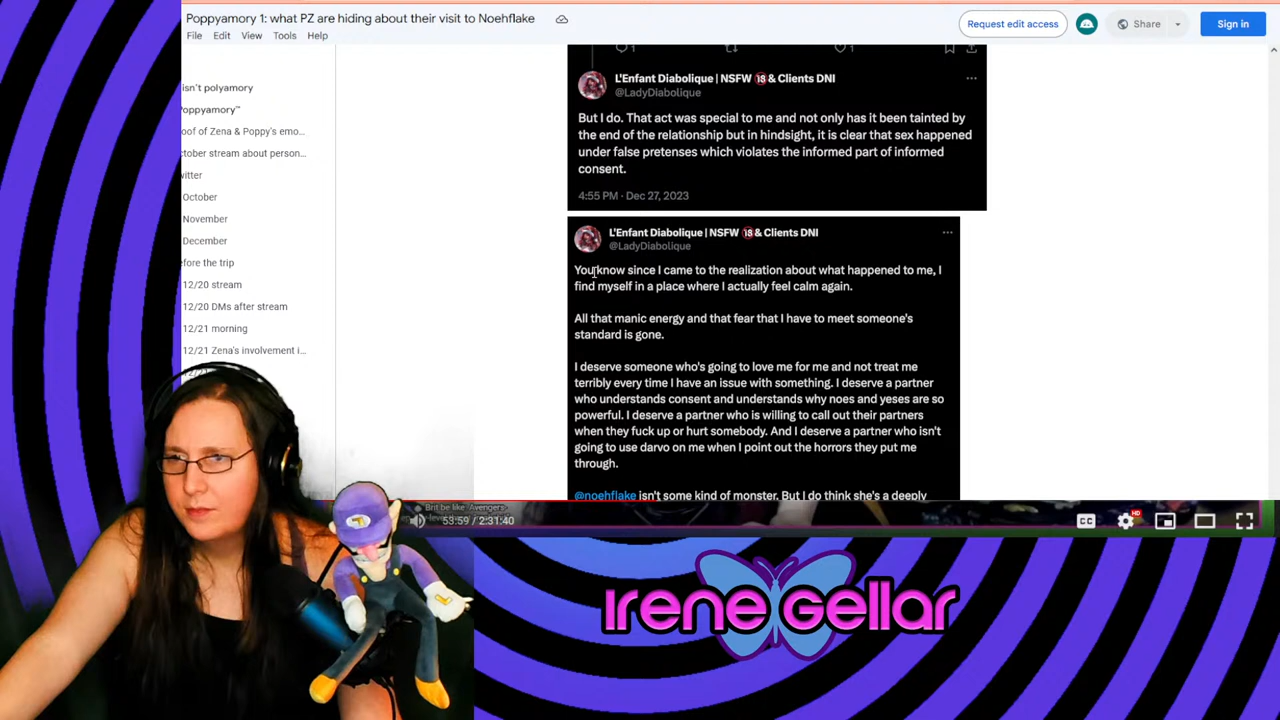 Poppyamory 1: what PZ are hiding about their visit to Noehflake
Request edit access
Share
Sign in
File Edit View Tools Help
isn't polyamory
Poppyamory™
oof of Zena & Poppy's emo...
ctober stream about person...
witter
October
November
December
efore the trip
12/20 stream
12/20 DMs after stream
12/21 morning
12/21 Zena's involvement i...
1
1
L'Enfant Diabolique | NSFW 🔞 & Clients DNI
@LadyDiabolique
But I do. That act was special to me and not only has it been tainted by
the end of the relationship but in hindsight, it is clear that sex happened
under false pretenses which violates the informed part of informed
consent.
4:55 PM · Dec 27, 2023
L'Enfant Diabolique | NSFW 🔞 & Clients DNI
@LadyDiabolique
You know since I came to the realization about what happened to me, I
find myself in a place where I actually feel calm again.
All that manic energy and that fear that I have to meet someone's
standard is gone.
I deserve someone who's going to love me for me and not treat me
terribly every time I have an issue with something. I deserve a partner
who understands consent and understands why noes and yeses are so
powerful. I deserve a partner who is willing to call out their partners
when they fuck up or hurt somebody. And I deserve a partner who isn't
going to use darvo on me when I point out the horrors they put me
through.
@noehflake isn't some kind of monster. But I do think she's a deeply
Brit be like 'Avengers-
53:59 / 2:31:40
CC
HD
Irene Gellar